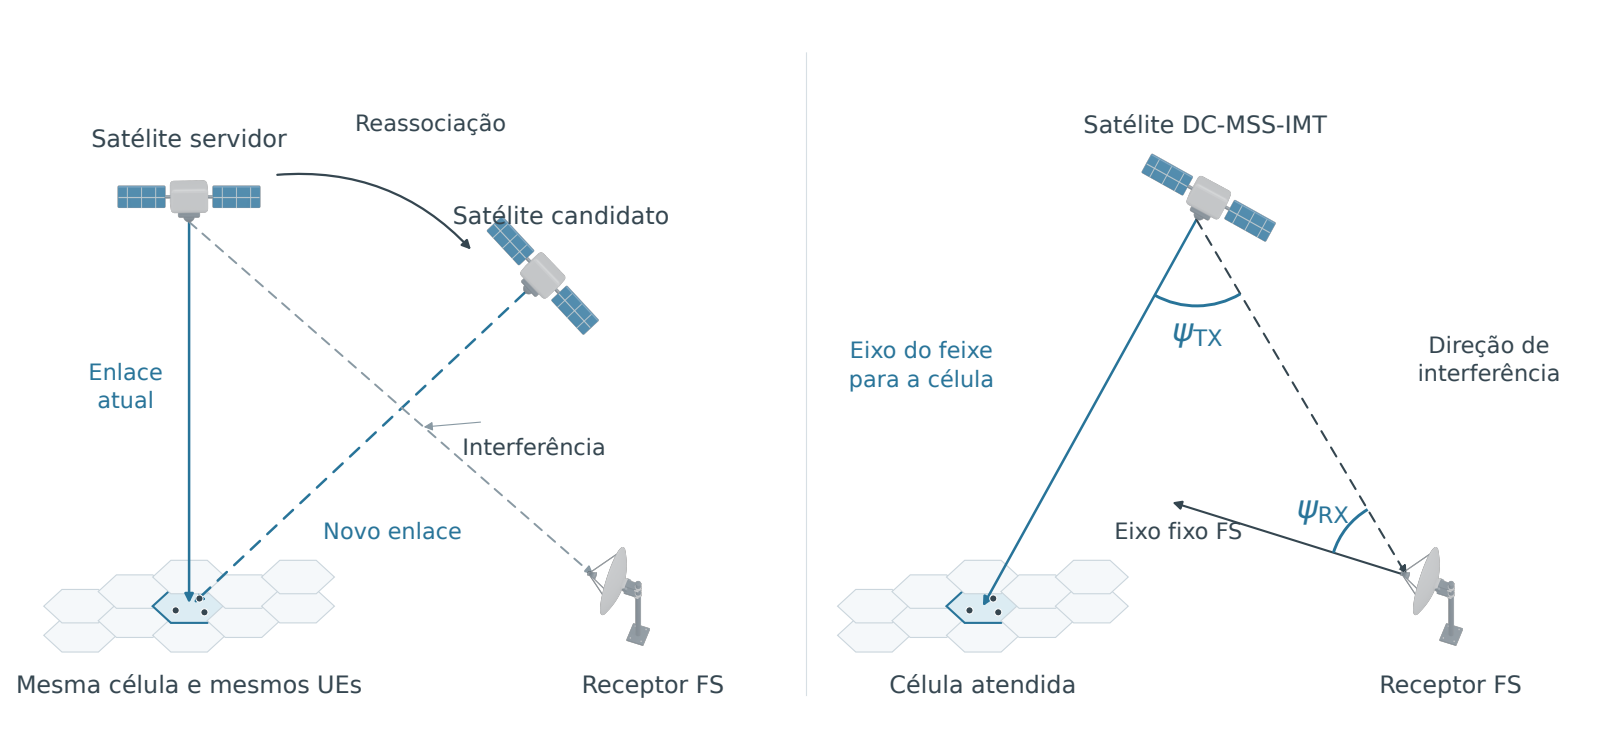 Satélite servidor
Reassociação
Satélite candidato
Enlace
atual
Interferência
Novo enlace
Mesma célula e mesmos UEs
Receptor FS
Satélite DC-MSS-IMT
ψTX
Eixo do feixe
para a célula
Direção de
interferência
ψRX
Eixo fixo FS
Célula atendida
Receptor FS